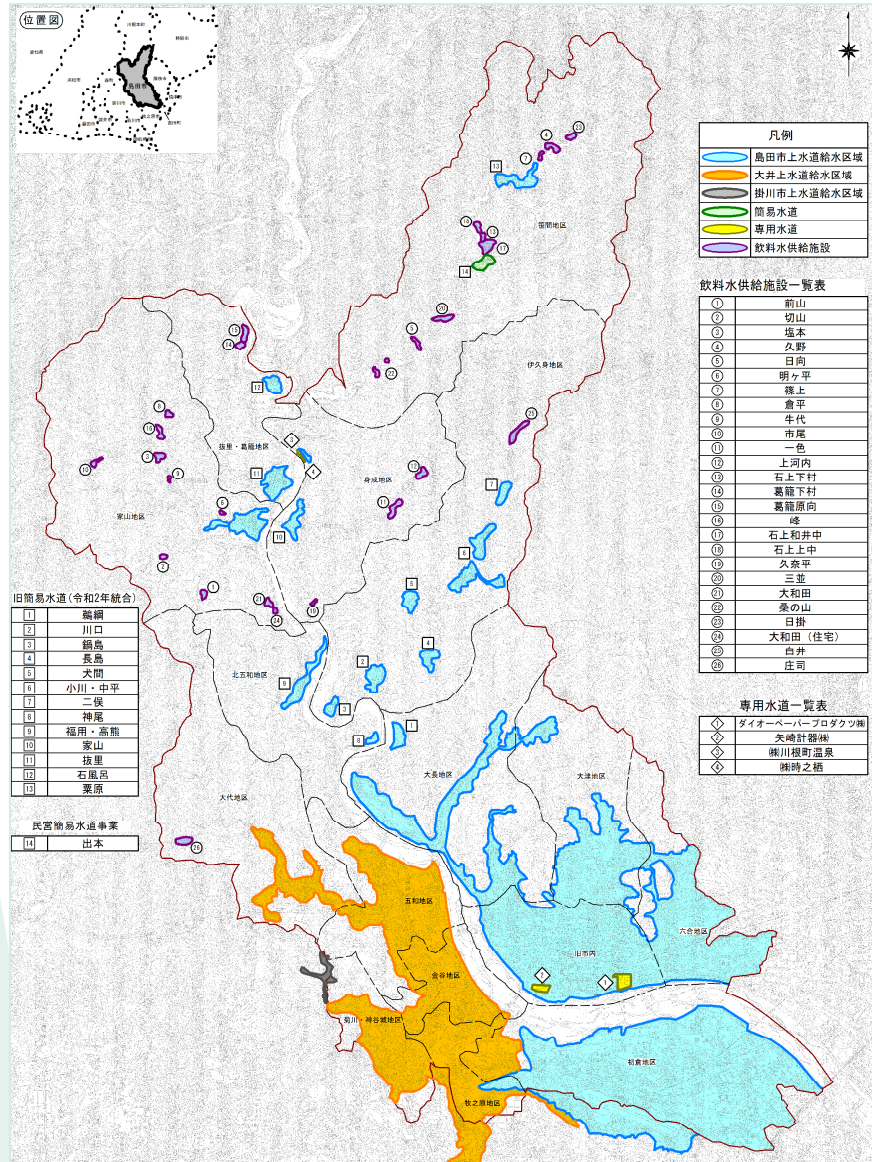 位置図
島田市
凡例
島田市上水道給水区域
大井上水道給水区域
掛川市上水道給水区域
簡易水道
専用水道
飲料水供給施設
飲料水供給施設一覧表
① 前山
② 切山
③ 塩本
④ 久野
⑤ 日向
⑥ 明ヶ平
⑦ 篠上
⑧ 倉平
⑨ 牛代
⑩ 市尾
⑪ 一色
⑫ 上河内
⑬ 石上下村
⑭ 葛籠下村
⑮ 葛籠原向
⑯ 峰
⑰ 石上和井中
⑱ 石上上中
⑲ 久奈平
⑳ 三並
㉑ 大和田
㉒ 桑の山
㉓ 日掛
㉔ 大和田（住宅）
㉕ 白井
㉖ 庄司
専用水道一覧表
1 ダイオーペーパープロダクツ㈱
2 矢崎計器㈱
3 ㈱川根町温泉
4 ㈱時之栖
旧簡易水道(令和2年統合)
1 鵜網
2 川口
3 鍋島
4 長島
5 犬間
6 小川・中平
7 二俣
8 神尾
9 福用・高熊
10 家山
11 抜里
12 石風呂
13 栗原
民営簡易水道事業
14 出本
笹間地区
伊久身地区
抜里・葛籠地区
身成地区
家山地区
北五和地区
大長地区
大津地区
大代地区
五和地区
六合地区
旧市内
金谷地区
菊川・神谷城地区
初倉地区
牧之原地区